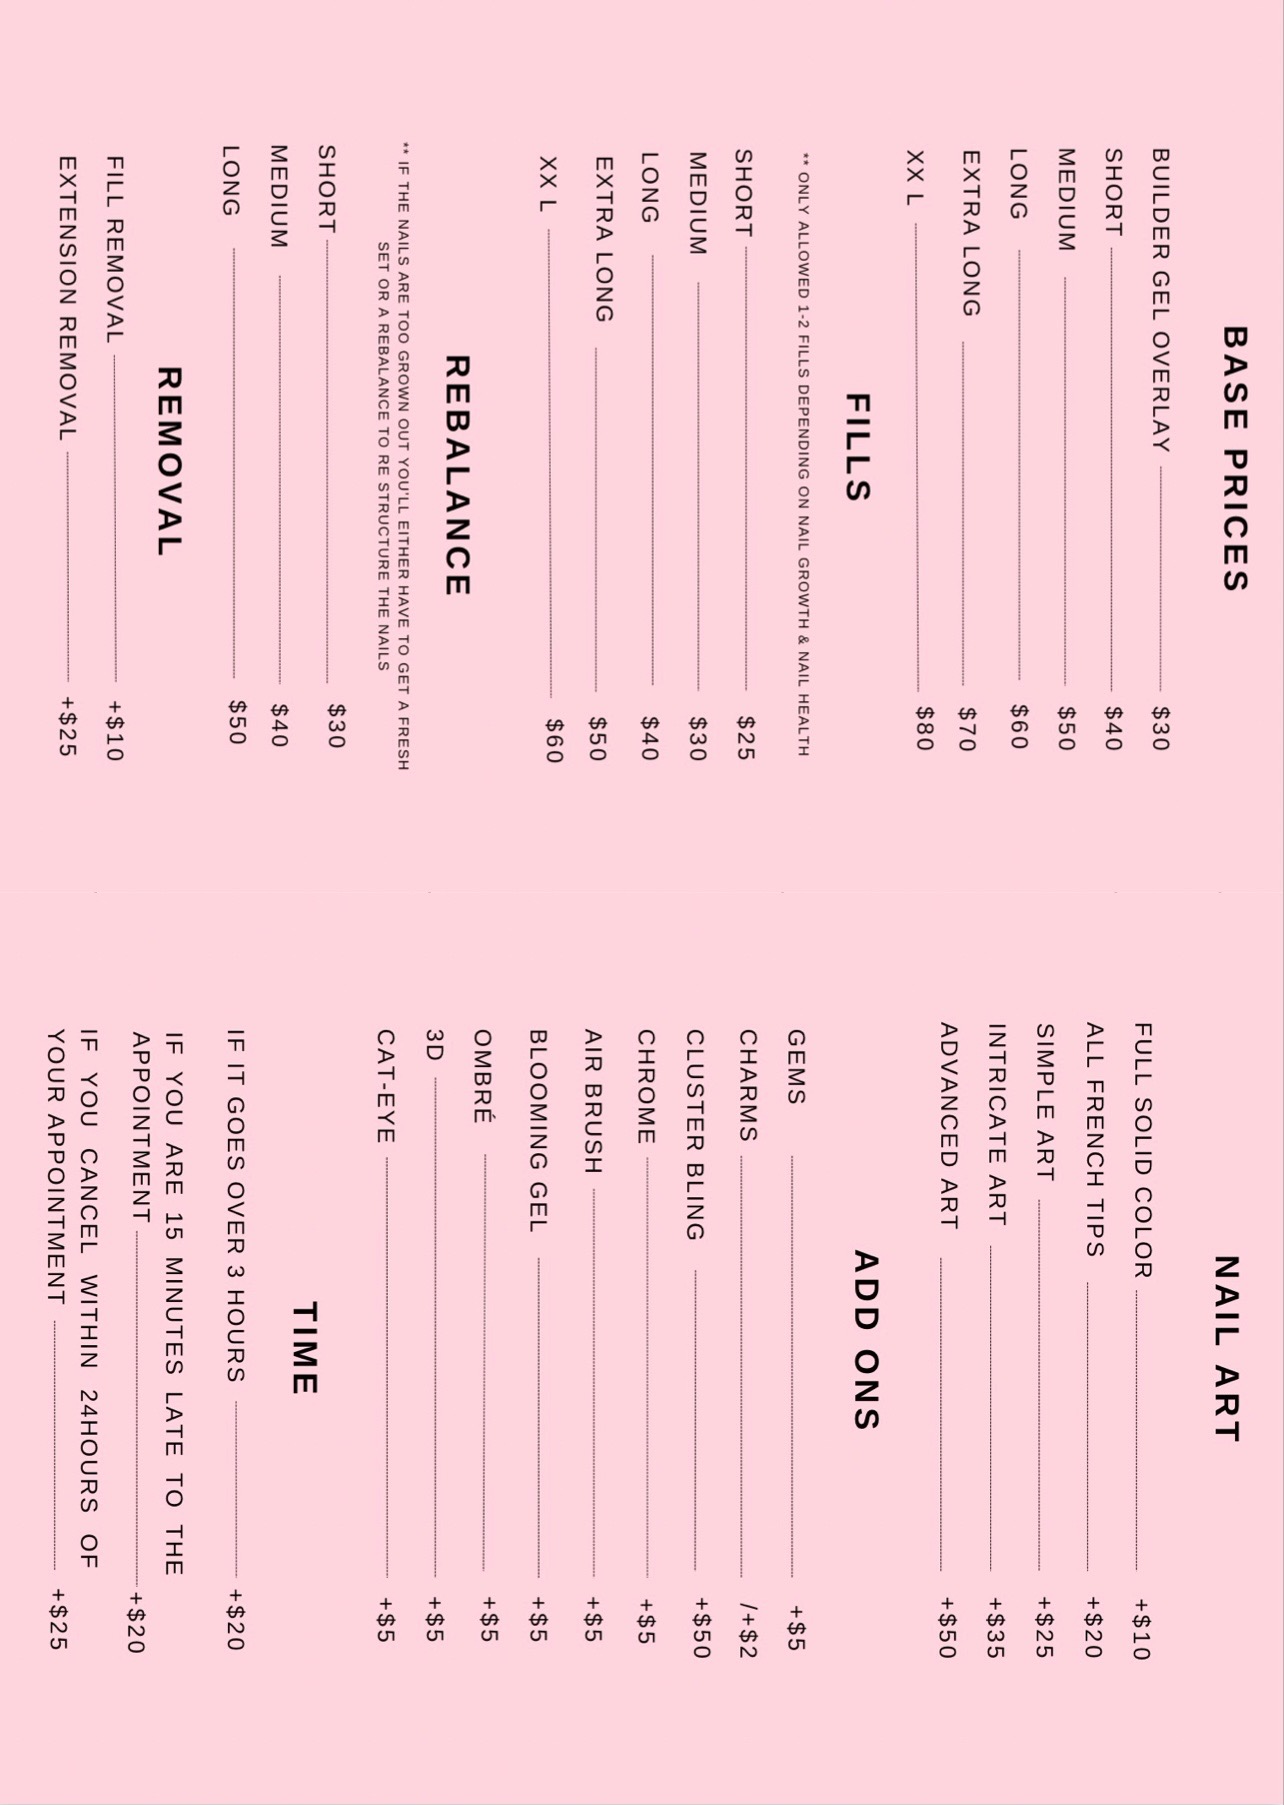 BASE PRICES
BUILDER GEL OVERLAY $30
SHORT $40
MEDIUM $50
LONG $60
EXTRA LONG $70
XX L $80
FILLS
** ONLY ALLOWED 1-2 FILLS DEPENDING ON NAIL GROWTH & NAIL HEALTH
SHORT $25
MEDIUM $30
LONG $40
EXTRA LONG $50
XX L $60
REBALANCE
** IF THE NAILS ARE TOO GROWN OUT YOU'LL EITHER HAVE TO GET A FRESH
SET OR A REBALANCE TO RE STRUCTURE THE NAILS
SHORT $30
MEDIUM $40
LONG $50
REMOVAL
FILL REMOVAL +$10
EXTENSION REMOVAL +$25
NAIL ART
FULL SOLID COLOR +$10
ALL FRENCH TIPS +$20
SIMPLE ART +$25
INTRICATE ART +$35
ADVANCED ART +$50
ADD ONS
GEMS +$5
CHARMS /+$2
CLUSTER BLING +$50
CHROME +$5
AIR BRUSH +$5
BLOOMING GEL +$5
OMBRÉ +$5
3D +$5
CAT-EYE +$5
TIME
IF IT GOES OVER 3 HOURS +$20
IF YOU ARE 15 MINUTES LATE TO THE
APPOINTMENT +$20
IF YOU CANCEL WITHIN 24HOURS OF
YOUR APPOINTMENT +$25